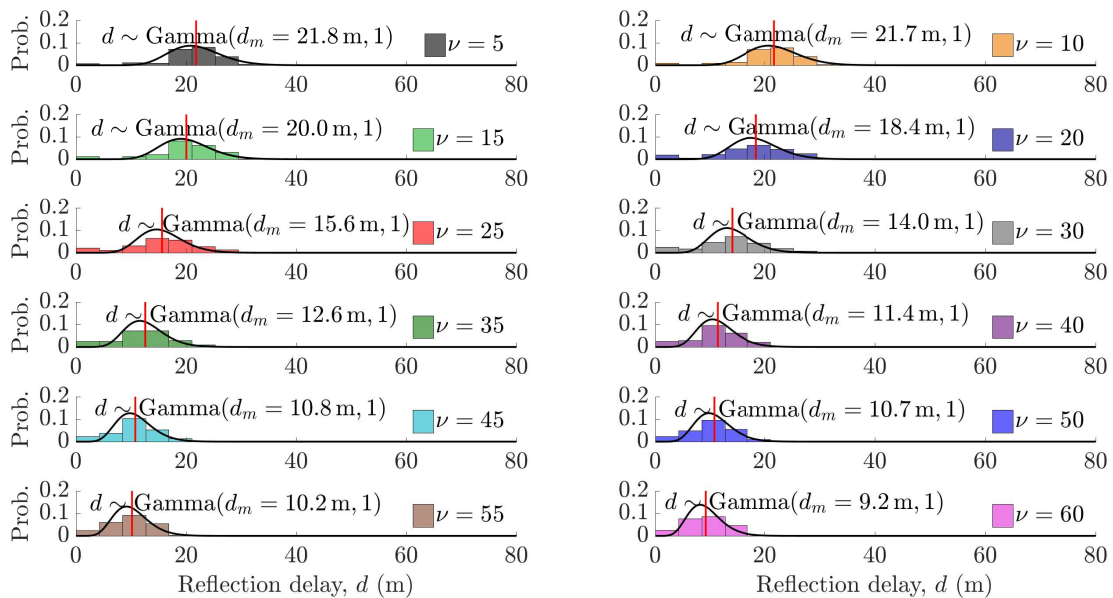 Prob. 0.2 0.1 0 d ∼ Gamma(d_m = 21.8 m, 1) ν = 5
0 20 40 60 80
0.2 0.1 0 d ∼ Gamma(d_m = 21.7 m, 1) ν = 10
0 20 40 60 80
Prob. 0.2 0.1 0 d ∼ Gamma(d_m = 20.0 m, 1) ν = 15
0 20 40 60 80
0.2 0.1 0 d ∼ Gamma(d_m = 18.4 m, 1) ν = 20
0 20 40 60 80
Prob. 0.2 0.1 0 d ∼ Gamma(d_m = 15.6 m, 1) ν = 25
0 20 40 60 80
0.2 0.1 0 d ∼ Gamma(d_m = 14.0 m, 1) ν = 30
0 20 40 60 80
Prob. 0.2 0.1 0 d ∼ Gamma(d_m = 12.6 m, 1) ν = 35
0 20 40 60 80
0.2 0.1 0 d ∼ Gamma(d_m = 11.4 m, 1) ν = 40
0 20 40 60 80
Prob. 0.2 0.1 0 d ∼ Gamma(d_m = 10.8 m, 1) ν = 45
0 20 40 60 80
0.2 0.1 0 d ∼ Gamma(d_m = 10.7 m, 1) ν = 50
0 20 40 60 80
Prob. 0.2 0.1 0 d ∼ Gamma(d_m = 10.2 m, 1) ν = 55
0 20 40 60 80
Reflection delay, d (m)
0.2 0.1 0 d ∼ Gamma(d_m = 9.2 m, 1) ν = 60
0 20 40 60 80
Reflection delay, d (m)